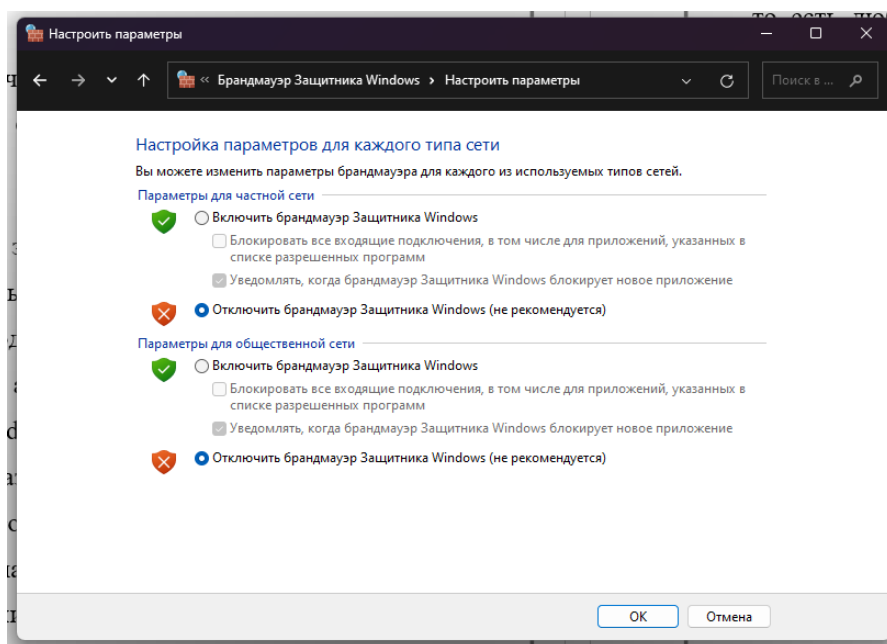 Настроить параметры
« Брандмауэр Защитника Windows › Настроить параметры
Поиск в ...
Настройка параметров для каждого типа сети
Вы можете изменить параметры брандмауэра для каждого из используемых типов сетей.
Параметры для частной сети
Включить брандмауэр Защитника Windows
Блокировать все входящие подключения, в том числе для приложений, указанных в
списке разрешенных программ
Уведомлять, когда брандмауэр Защитника Windows блокирует новое приложение
Отключить брандмауэр Защитника Windows (не рекомендуется)
Параметры для общественной сети
Включить брандмауэр Защитника Windows
Блокировать все входящие подключения, в том числе для приложений, указанных в
списке разрешенных программ
Уведомлять, когда брандмауэр Защитника Windows блокирует новое приложение
Отключить брандмауэр Защитника Windows (не рекомендуется)
ОК
Отмена